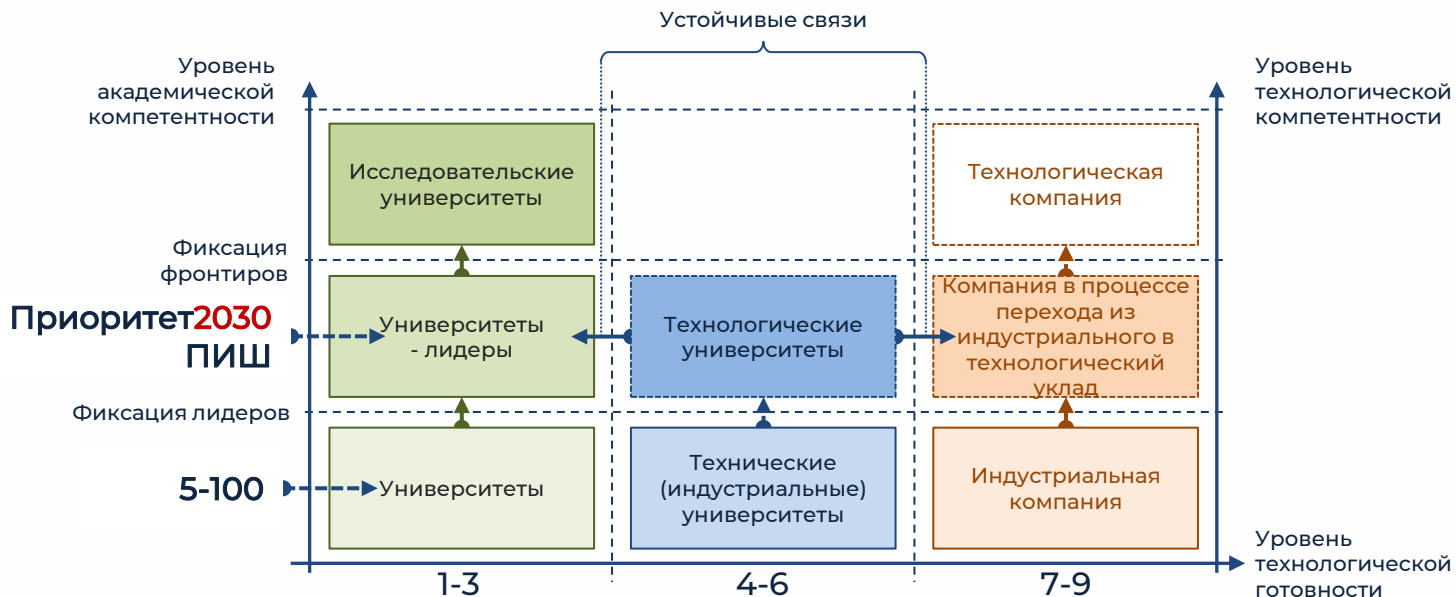 Устойчивые связи
Уровень
академической
компетентности
Уровень
технологической
компетентности
Исследовательские
университеты
Технологическая
компания
Фиксация
фронтиров
Приоритет2030
ПИШ
Университеты
- лидеры
Технологические
университеты
Компания в процессе
перехода из
индустриального в
технологический
уклад
Фиксация лидеров
5-100
Университеты
Технические
(индустриальные)
университеты
Индустриальная
компания
1-3
4-6
7-9
Уровень
технологической
готовности